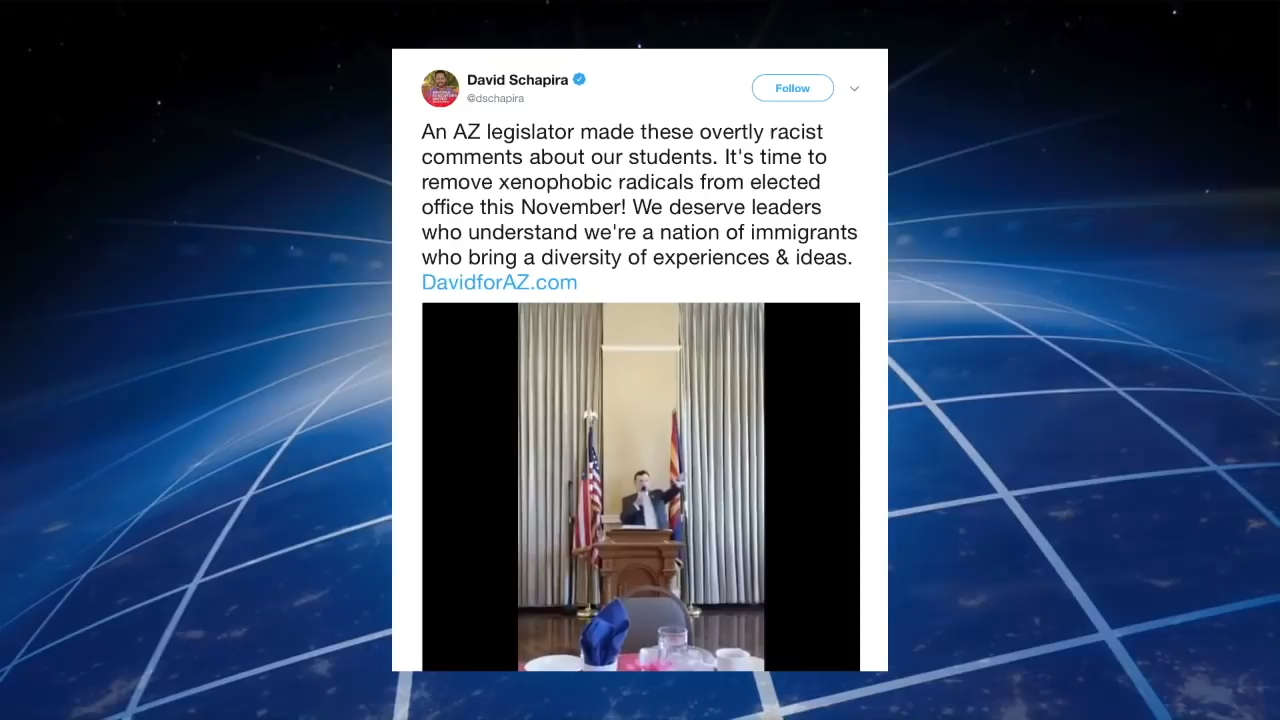 David Schapira
@dschapira
Follow
An AZ legislator made these overtly racist
comments about our students. It's time to
remove xenophobic radicals from elected
office this November! We deserve leaders
who understand we're a nation of immigrants
who bring a diversity of experiences & ideas.
DavidforAZ.com